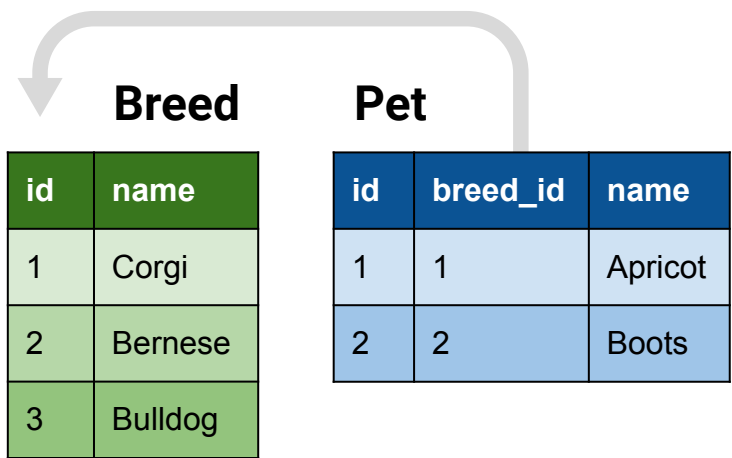 Breed Pet
id name id breed_id name
1 Corgi 1 1 Apricot
2 Bernese 2 2 Boots
3 Bulldog